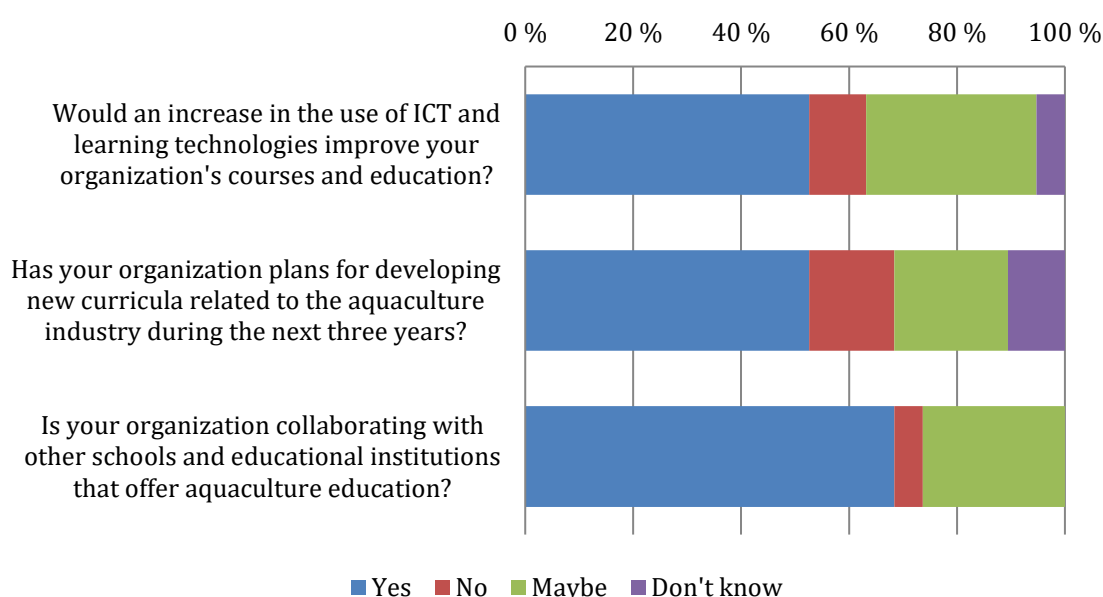 0 % 20 % 40 % 60 % 80 % 100 %
Would an increase in the use of ICT and
learning technologies improve your
organization's courses and education?
Has your organization plans for developing
new curricula related to the aquaculture
industry during the next three years?
Is your organization collaborating with
other schools and educational institutions
that offer aquaculture education?
Yes No Maybe Don't know